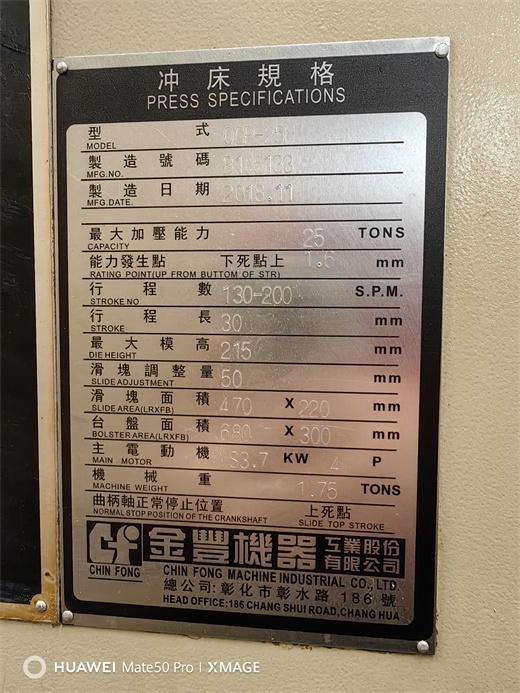 冲床規格
PRESS SPECIFICATIONS
型式
MODEL
製造號碼
MFG.NO.
製造日期 2018.11
MFG.DATE.
最大加壓能力 25 TONS
CAPACITY
能力發生點 下死點上 1.6 mm
RATING POINT(UP FROM BUTTOM OF STR)
行程數 130-200 S.P.M.
STROKE NO
行程長 30 mm
STROKE
最大模高 215 mm
DIE HEIGHT
滑塊調整量 50 mm
SLIDE ADJUSTMENT
滑塊面積 470 X 220 mm
SLIDE AREA(LRXFB)
台盤面積 680 X 300 mm
BOLSTER AREA(LRXFB)
主電動機 VS3.7 KW 4 P
MAIN MOTOR
機械重 1.75 TONS
MACHINE WEIGHT
曲柄軸正常停止位置 上死點
NORMAL STOP POSITION OF THE CRANKSHAFT SLIDE TOP STROKE
金豐機器 工業股份有限公司
CHIN FONG CHIN FONG MACHINE INDUSTRIAL CO.,LTD.
總公司:彰化市彰水路186號
HEAD OFFICE:186 CHANG SHUI ROAD,CHANG HUA
HUAWEI Mate50 Pro | XMAGE